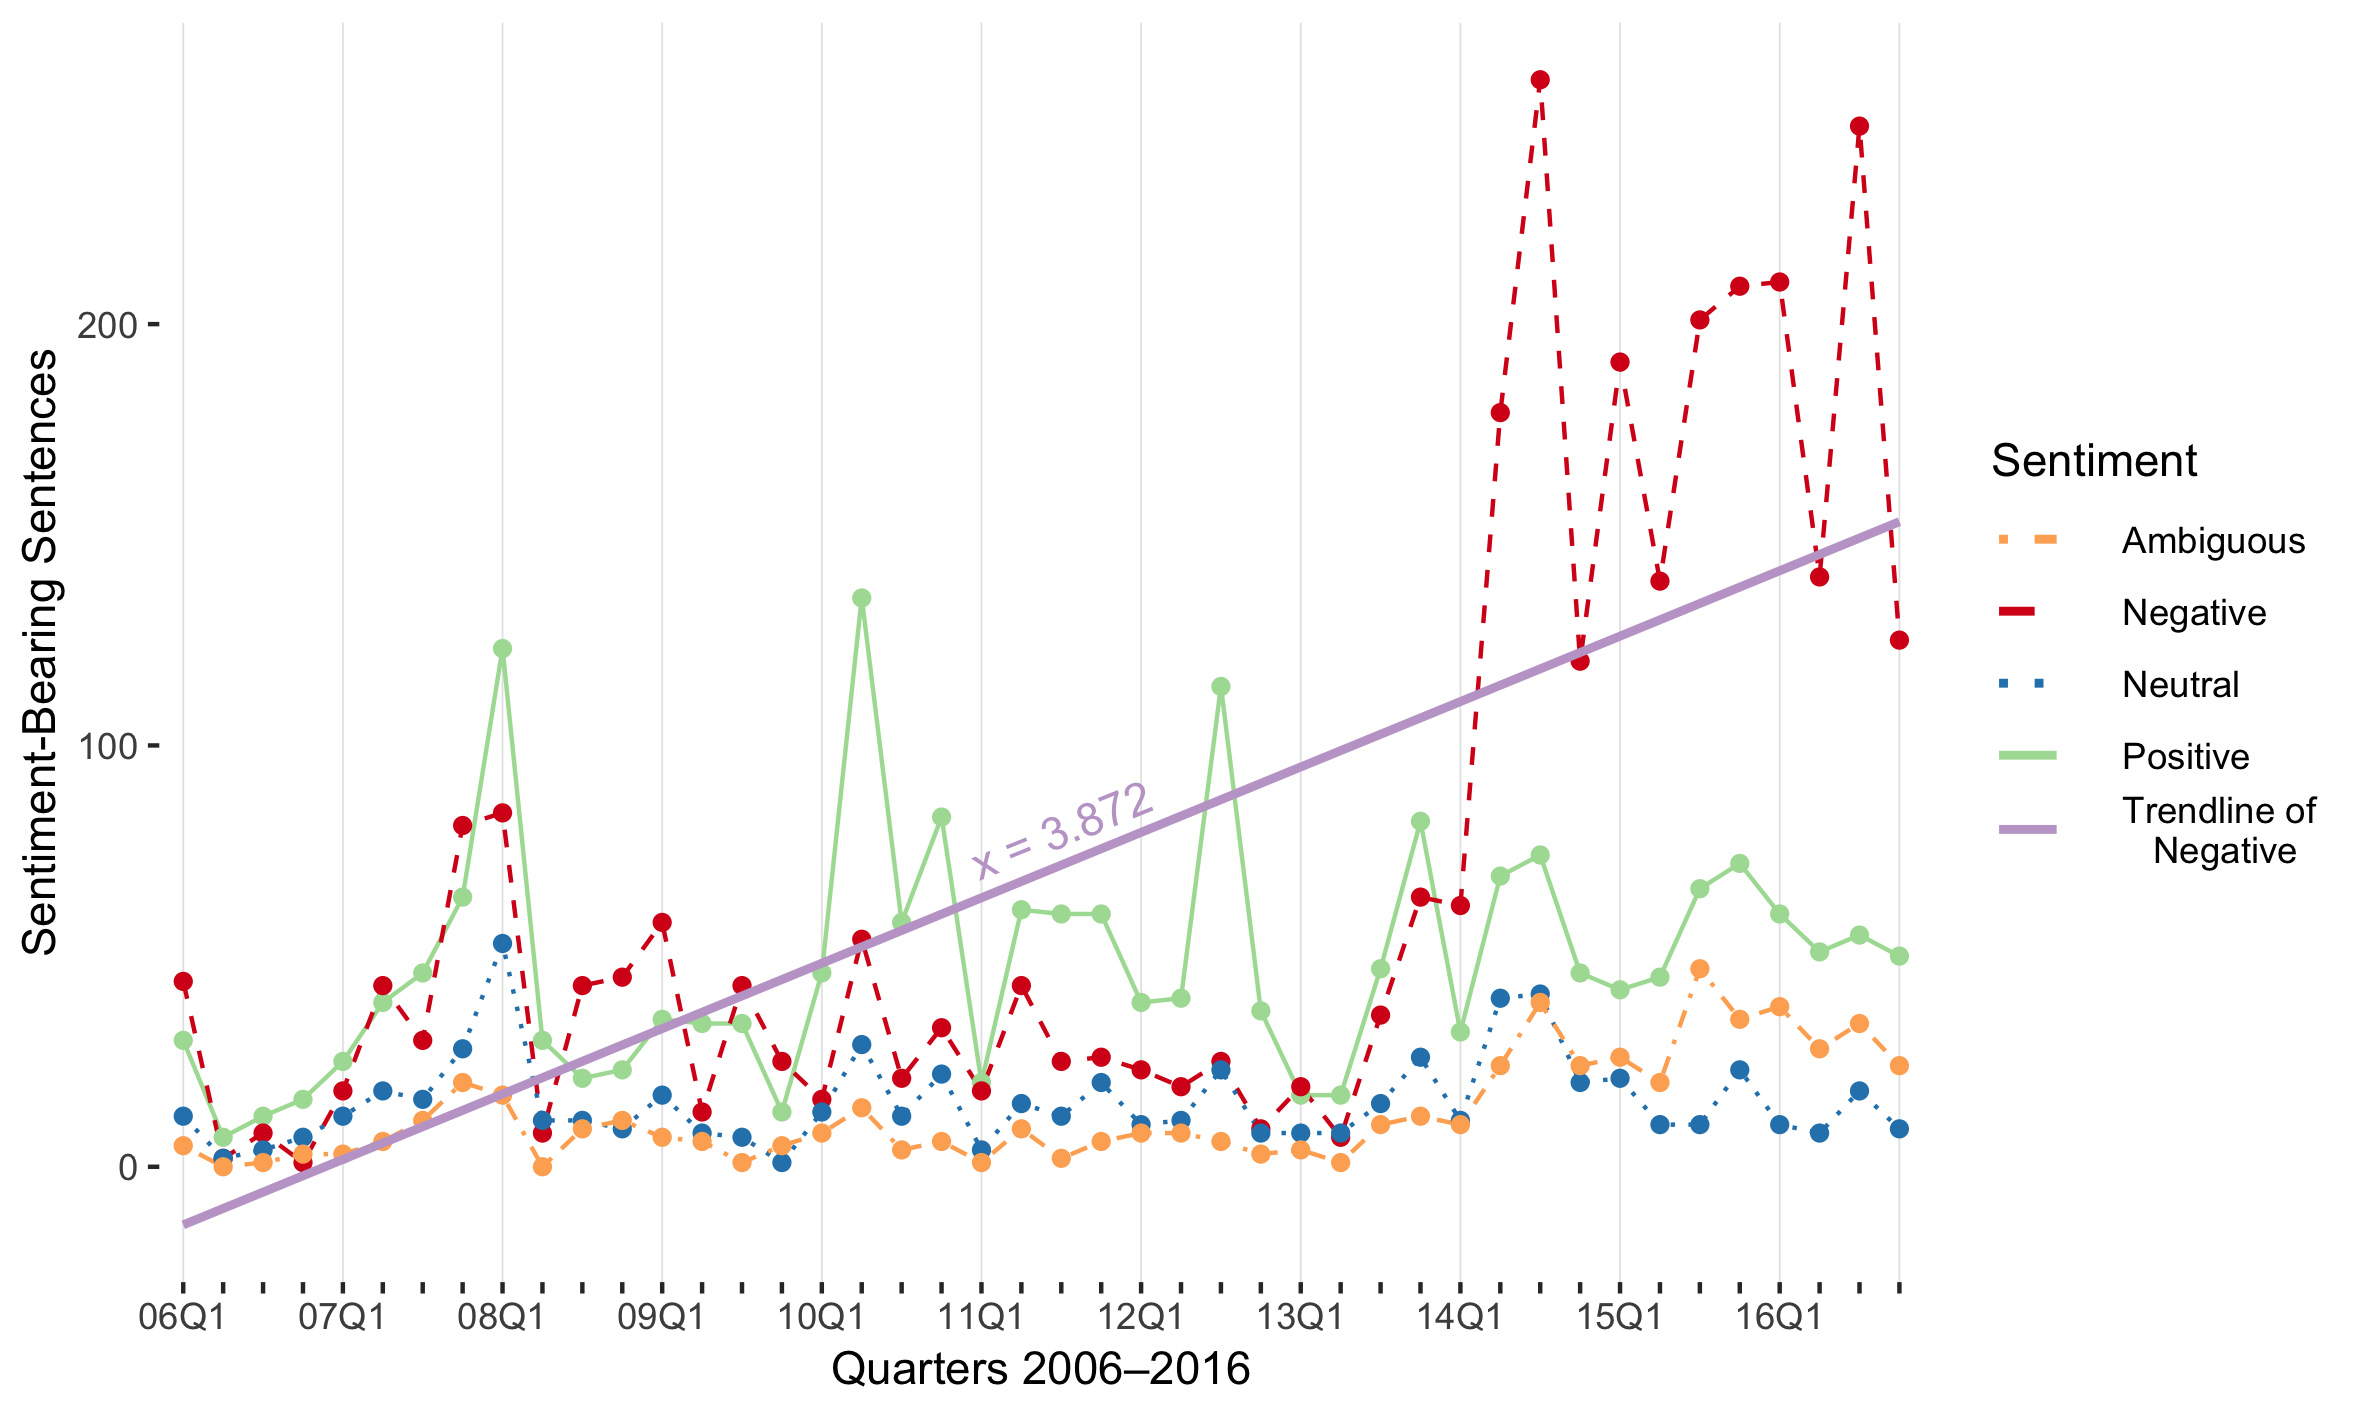 200
100
0
Sentiment-Bearing Sentences
x = 3.872
06Q1 07Q1 08Q1 09Q1 10Q1 11Q1 12Q1 13Q1 14Q1 15Q1 16Q1
Quarters 2006–2016
Sentiment
Ambiguous
Negative
Neutral
Positive
Trendline of
Negative